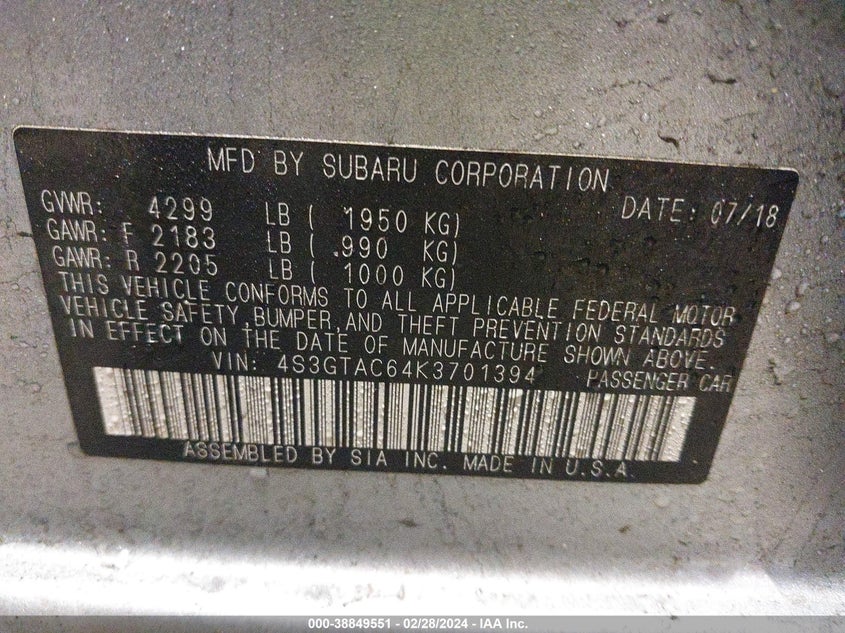 MFD BY SUBARU CORPORATION
GVWR: 4299 LB ( 1950 KG) DATE: 07/18
GAWR: F 2183 LB ( 990 KG)
GAWR: R 2205 LB ( 1000 KG)
THIS VEHICLE CONFORMS TO ALL APPLICABLE FEDERAL MOTOR
VEHICLE SAFETY, BUMPER, AND THEFT PREVENTION STANDARDS
IN EFFECT ON THE DATE OF MANUFACTURE SHOWN ABOVE.
VIN: 4S3GTAC64K3701394 PASSENGER CAR
ASSEMBLED BY SIA INC. MADE IN U.S.A.
000-38849551 — 02/28/2024 — IAA Inc.